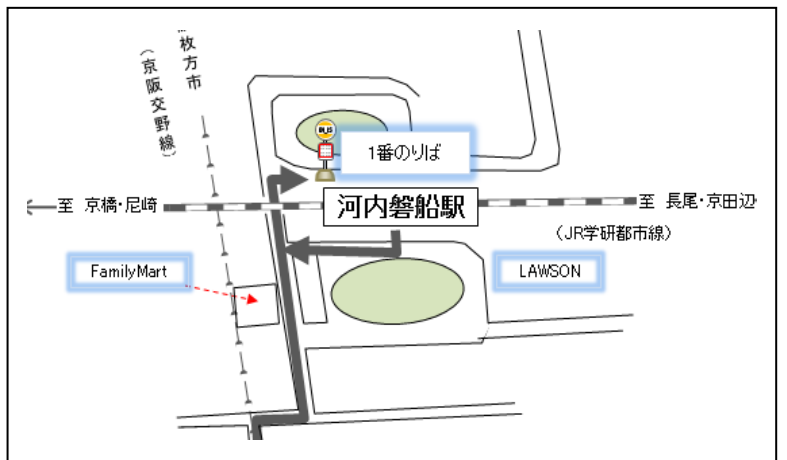 枚方市
（京阪交野線）
BUS
1番のりば
至 京橋・尼崎
河内磐船駅
至 長尾・京田辺
（JR学研都市線）
FamilyMart
LAWSON